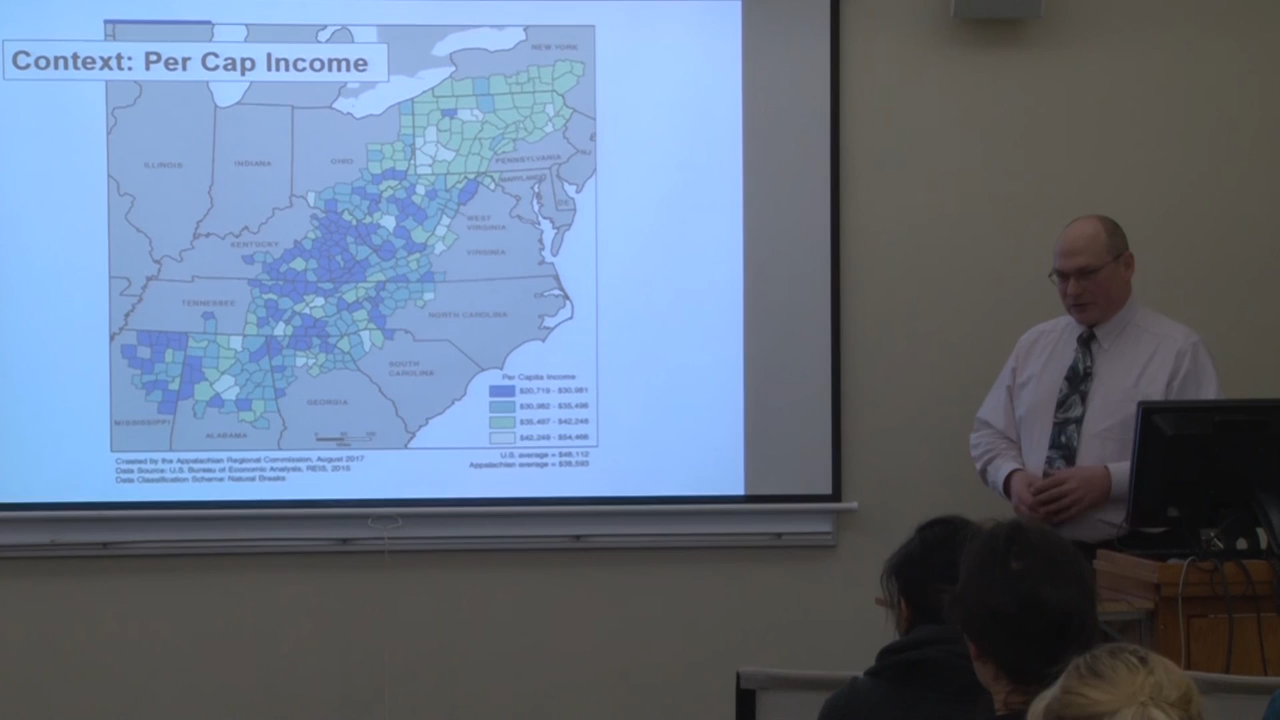 Context: Per Cap Income
NEW YORK
ILLINOIS
INDIANA
OHIO
PENNSYLVANIA
NJ
MARYLAND
DE
WEST
VIRGINIA
KENTUCKY
VIRGINIA
TENNESSEE
NORTH CAROLINA
SOUTH
CAROLINA
GEORGIA
MISSISSIPPI
ALABAMA
Per Capita Income
$20,719 - $30,981
$30,982 - $35,496
$35,497 - $42,248
$42,249 - $54,466
U.S. average = $48,112
Appalachian average = $38,593
Created by the Appalachian Regional Commission, August 2017
Data Source: U.S. Bureau of Economic Analysis, REIS, 2015
Data Classification Scheme: Natural Breaks